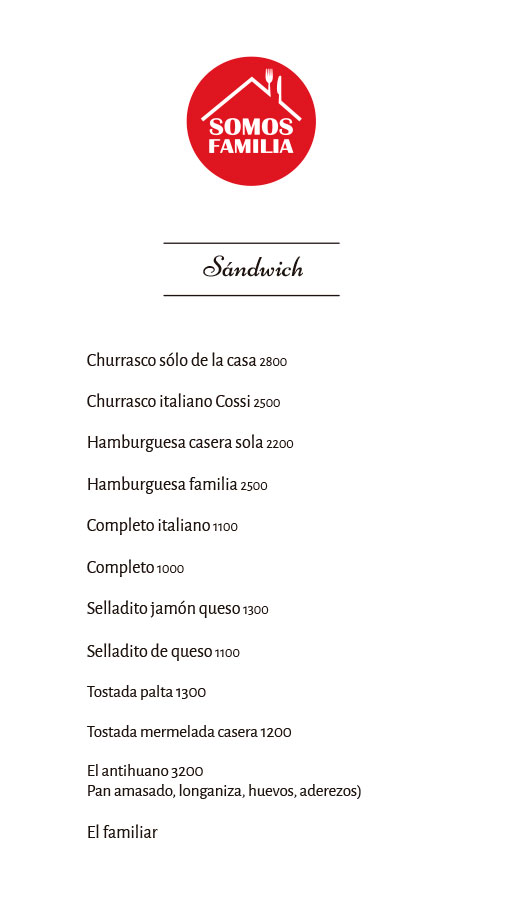 SOMOS
FAMILIA
Sándwich
Churrasco sólo de la casa 2800
Churrasco italiano Cossi 2500
Hamburguesa casera sola 2200
Hamburguesa familia 2500
Completo italiano 1100
Completo 1000
Selladito jamón queso 1300
Selladito de queso 1100
Tostada palta 1300
Tostada mermelada casera 1200
El antihuano 3200
Pan amasado, longaniza, huevos, aderezos)
El familiar